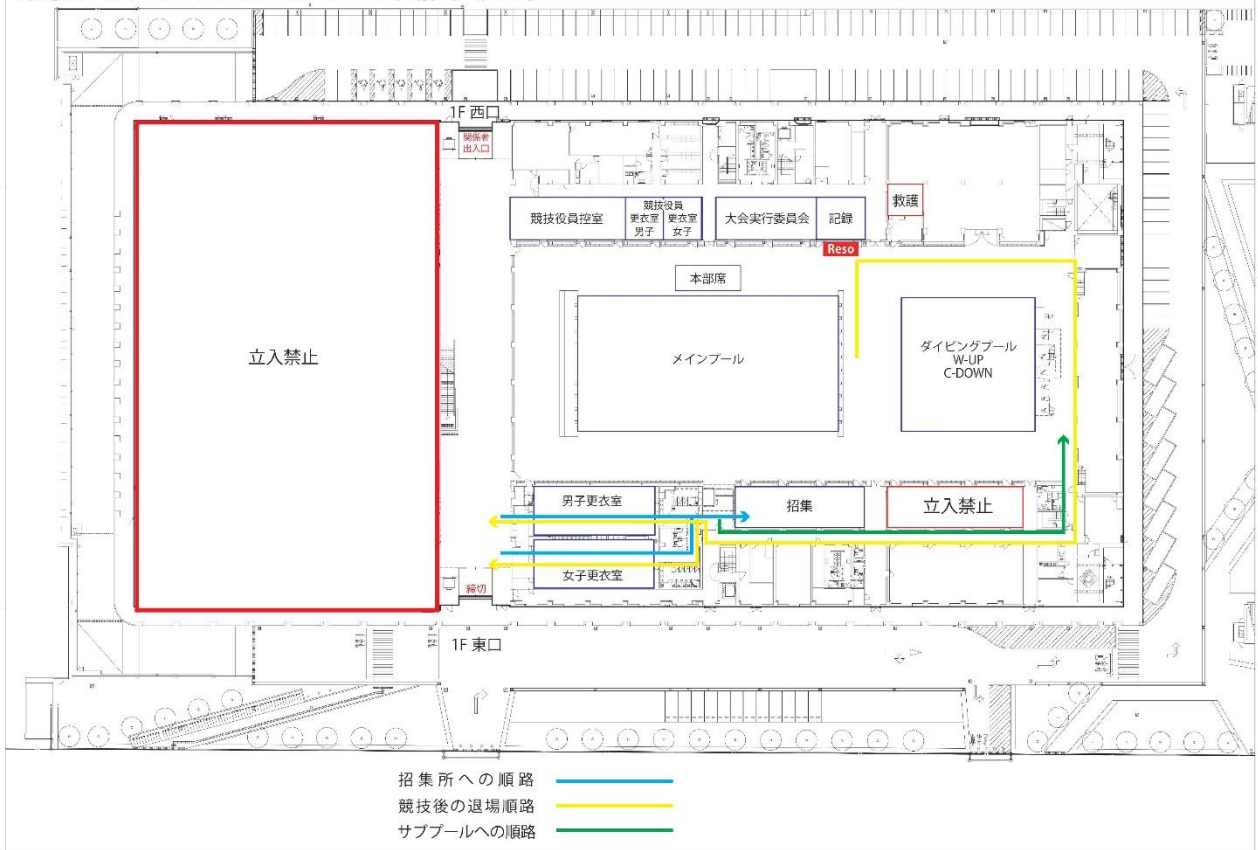 1F 西口
関係者
出入口
競技役員控室
競技役員
更衣室
男子
更衣室
女子
大会実行委員会
記録
救護
Reso
本部席
立入禁止
メインプール
ダイビングプール
W-UP
C-DOWN
男子更衣室
招集
立入禁止
女子更衣室
締切
1F 東口
招集所への順路
競技後の退場順路
サブプールへの順路